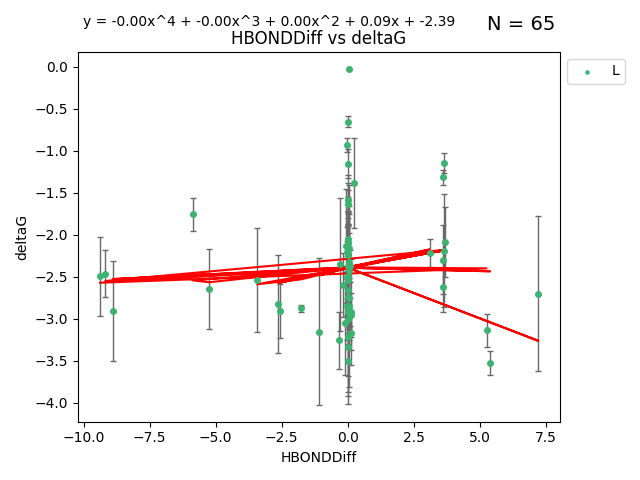 y = -0.00x^4 + -0.00x^3 + 0.00x^2 + 0.09x + -2.39
N = 65
HBONDDiff vs deltaG
L
deltaG
0.0
−0.5
−1.0
−1.5
−2.0
−2.5
−3.0
−3.5
−4.0
−10.0 −7.5 −5.0 −2.5 0.0 2.5 5.0 7.5
HBONDDiff